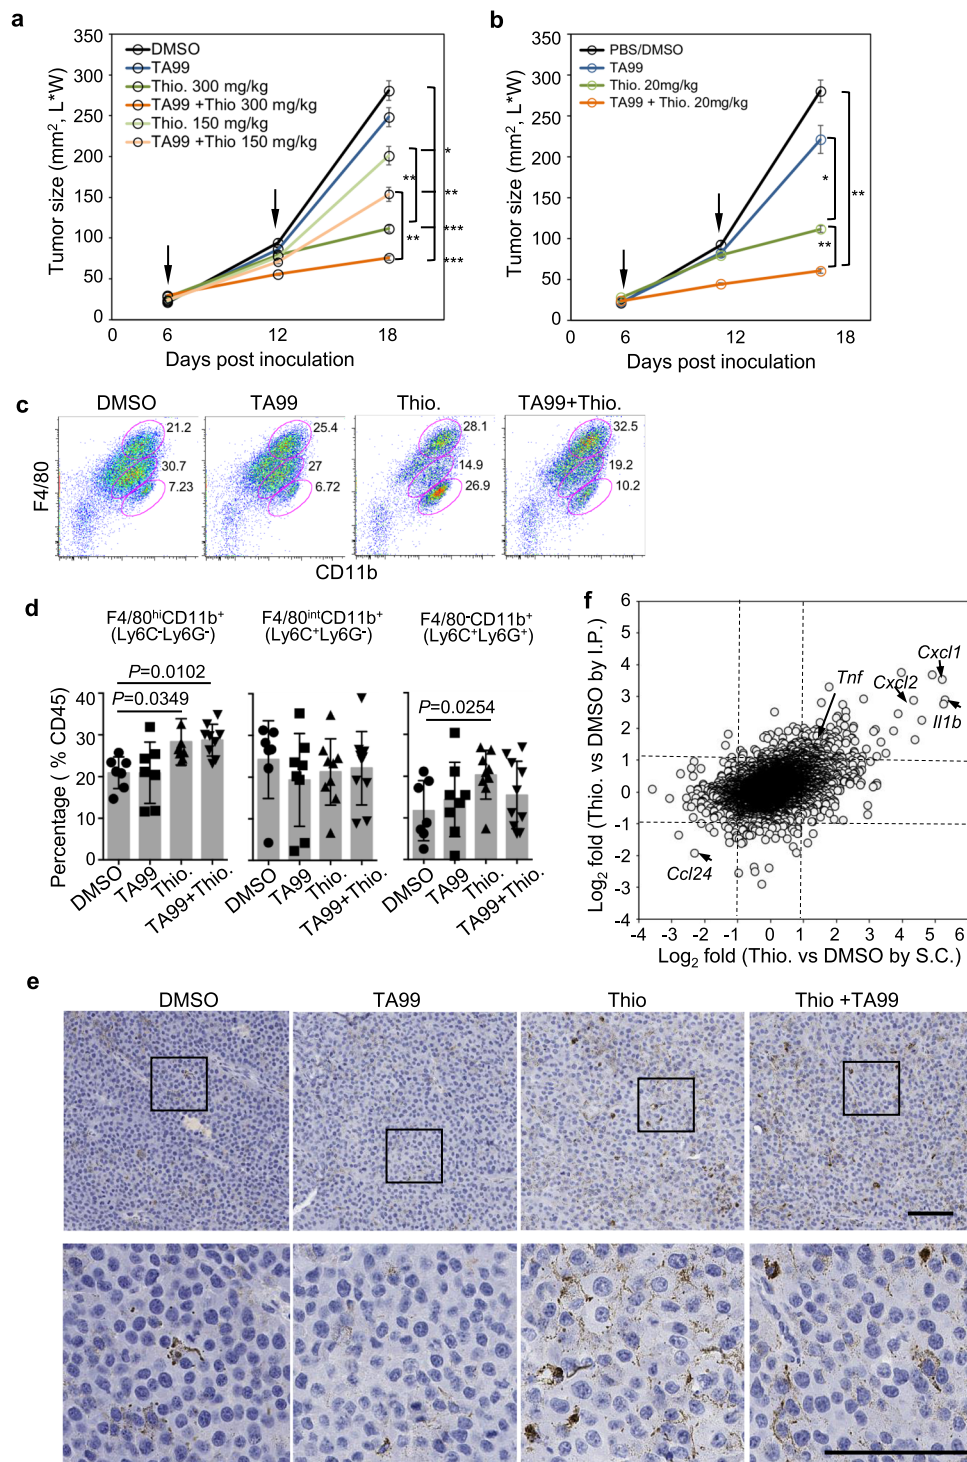 a
Tumor size (mm², L*W)
350
300
250
200
150
100
50
0
DMSO
TA99
Thio. 300 mg/kg
TA99 +Thio 300 mg/kg
Thio. 150 mg/kg
TA99 +Thio 150 mg/kg
**
**
*
**
***
***
0 6 12 18
Days post inoculation
b
Tumor size (mm², L*W)
350
300
250
200
150
100
50
0
PBS/DMSO
TA99
Thio. 20mg/kg
TA99 + Thio. 20mg/kg
*
**
**
0 6 12 18
Days post inoculation
c
DMSO TA99 Thio. TA99+Thio.
F4/80
21.2
30.7
7.23
25.4
27
6.72
28.1
14.9
26.9
32.5
19.2
10.2
CD11b
d
F4/80hiCD11b+
(Ly6C-Ly6G-)
F4/80intCD11b+
(Ly6C+Ly6G-)
F4/80-CD11b+
(Ly6C+Ly6G+)
P=0.0102
P=0.0349
P=0.0254
Percentage ( % CD45)
40
30
20
10
0
DMSO
TA99
Thio.
TA99+Thio.
DMSO
TA99
Thio.
TA99+Thio.
DMSO
TA99
Thio.
TA99+Thio.
f
Log2 fold (Thio. vs DMSO by I.P.)
6
5
4
3
2
1
0
-1
-2
-3
-4
Cxcl1
Tnf
Cxcl2
Il1b
Ccl24
-4 -3 -2 -1 0 1 2 3 4 5 6
Log2 fold (Thio. vs DMSO by S.C.)
e
DMSO TA99 Thio Thio +TA99